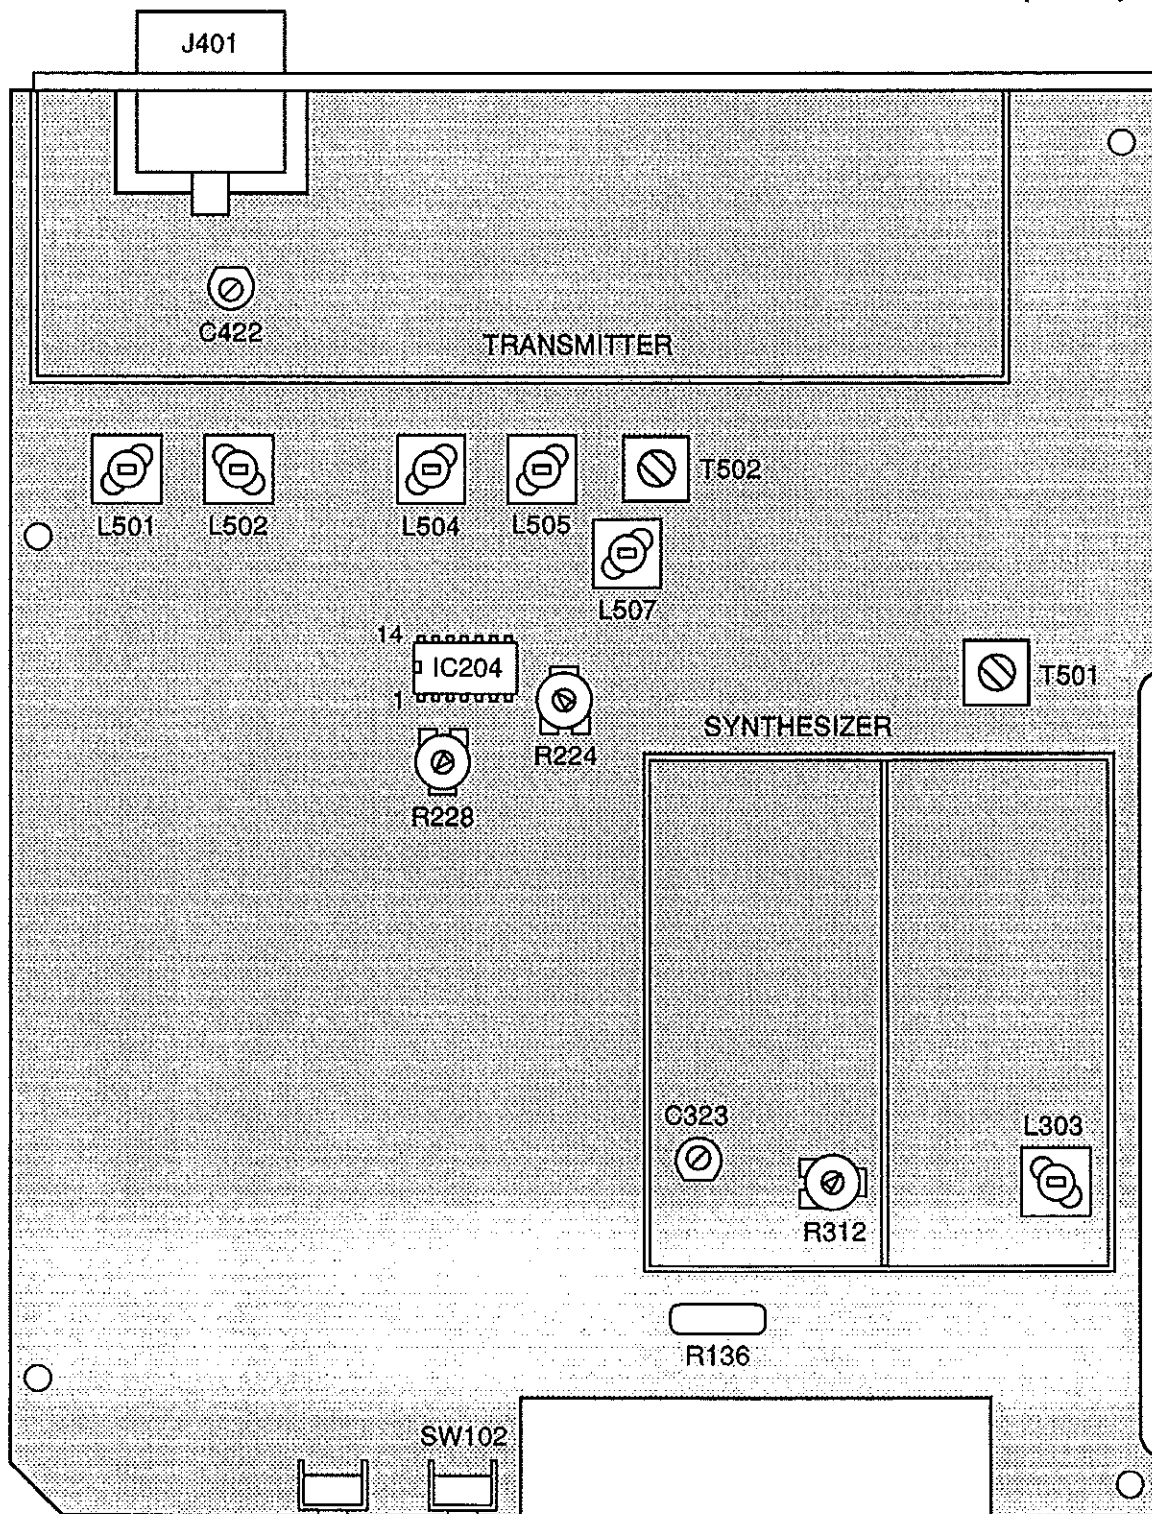 J401
C422
TRANSMITTER
L501 L502 L504 L505 T502
L507
14
IC204
1
T501
R224
SYNTHESIZER
R228
C323
L303
R312
R136
SW102